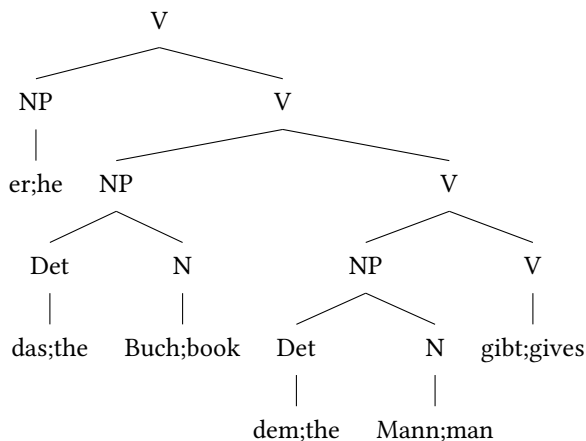 V
NP V
er;he NP V
Det N NP V
das;the Buch;book Det N gibt;gives
dem;the Mann;man